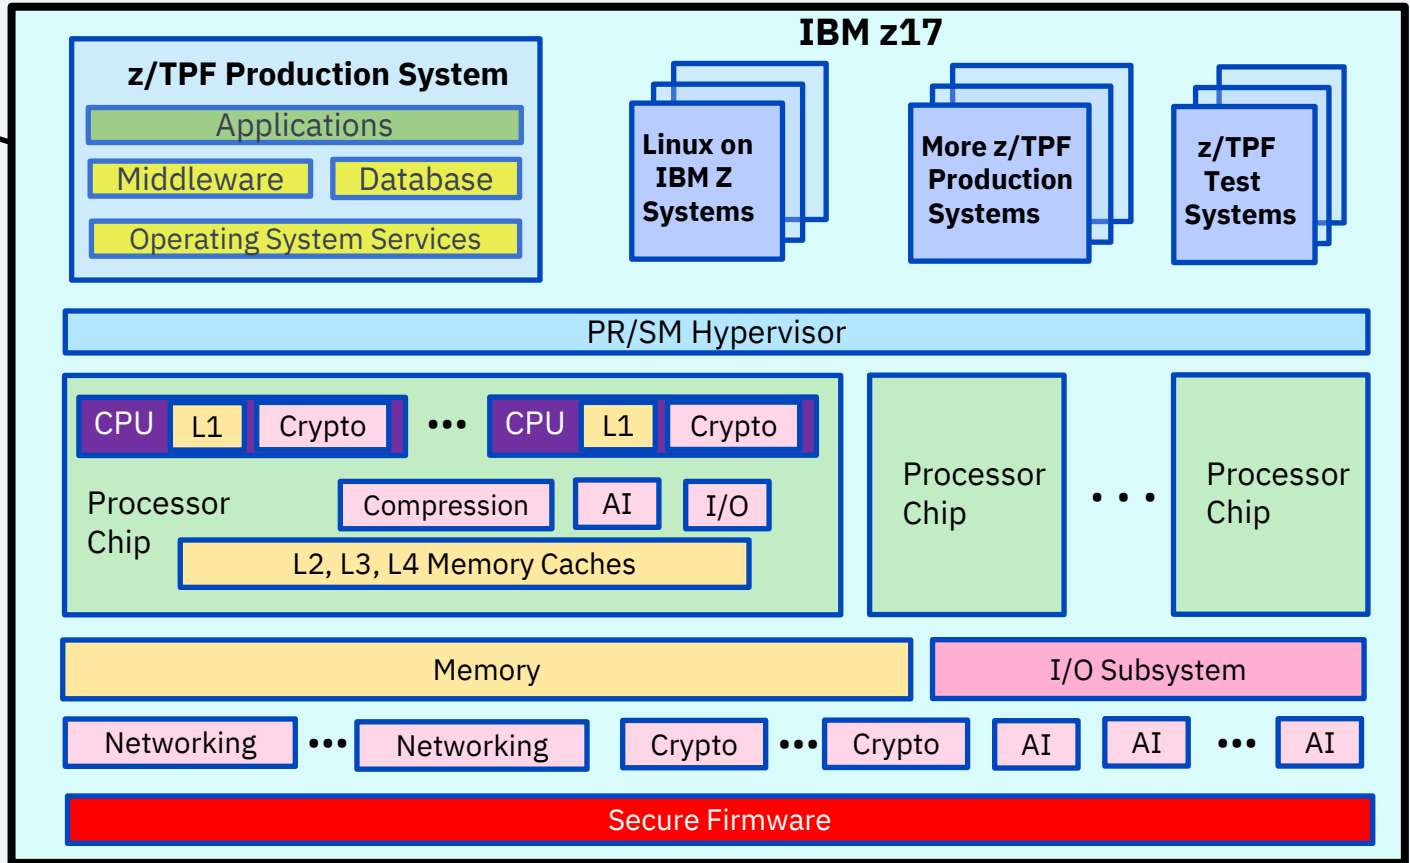 IBM z17
z/TPF Production System
Applications
Middleware
Database
Operating System Services
Linux on
IBM Z
Systems
More z/TPF
Production
Systems
z/TPF
Test
Systems
PR/SM Hypervisor
CPU L1 Crypto ••• CPU L1 Crypto
Processor
Chip
Compression
AI
I/O
L2, L3, L4 Memory Caches
Processor
Chip
• • •
Processor
Chip
Memory
I/O Subsystem
Networking ••• Networking
Crypto ••• Crypto
AI AI ••• AI
Secure Firmware